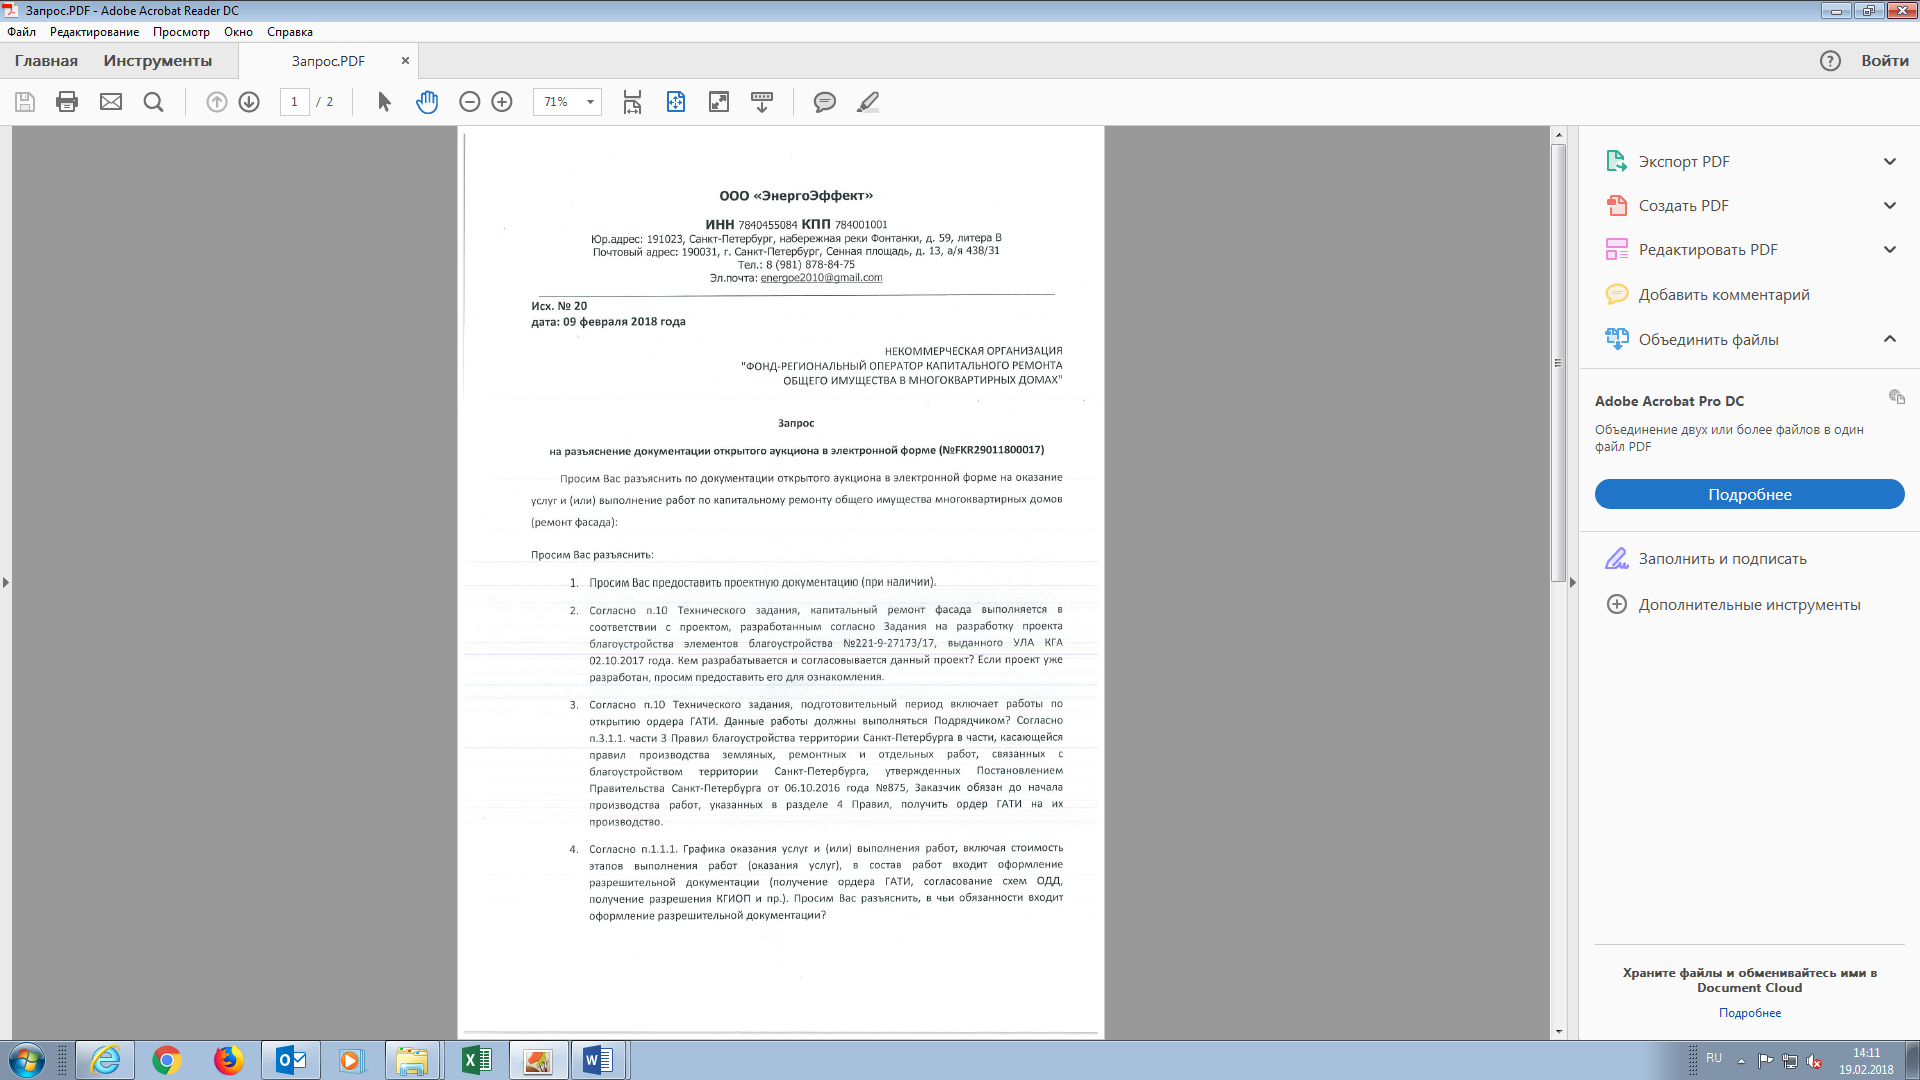 Запрос.PDF - Adobe Acrobat Reader DC
Файл Редактирование Просмотр Окно Справка
Главная Инструменты Запрос.PDF × Войти
1 / 2 71%
ООО «ЭнергоЭффект»
ИНН 7840455084 КПП 784001001
Юр.адрес: 191023, Санкт-Петербург, набережная реки Фонтанки, д. 59, литера В
Почтовый адрес: 190031, г. Санкт-Петербург, Сенная площадь, д. 13, а/я 438/31
Тел.: 8 (981) 878-84-75
Эл.почта: energoe2010@gmail.com
Исх. № 20
дата: 09 февраля 2018 года
НЕКОММЕРЧЕСКАЯ ОРГАНИЗАЦИЯ
"ФОНД-РЕГИОНАЛЬНЫЙ ОПЕРАТОР КАПИТАЛЬНОГО РЕМОНТА
ОБЩЕГО ИМУЩЕСТВА В МНОГОКВАРТИРНЫХ ДОМАХ"
Запрос
на разъяснение документации открытого аукциона в электронной форме (№FKR29011800017)
Просим Вас разъяснить по документации открытого аукциона в электронной форме на оказание
услуг и (или) выполнение работ по капитальному ремонту общего имущества многоквартирных домов
(ремонт фасада):
Просим Вас разъяснить:
1. Просим Вас предоставить проектную документацию (при наличии).
2. Согласно п.10 Технического задания, капитальный ремонт фасада выполняется в
соответствии с проектом, разработанным согласно Задания на разработку проекта
благоустройства элементов благоустройства №221-9-27173/17, выданного УЛА КГА
02.10.2017 года. Кем разрабатывается и согласовывается данный проект? Если проект уже
разработан, просим предоставить его для ознакомления.
3. Согласно п.10 Технического задания, подготовительный период включает работы по
открытию ордера ГАТИ. Данные работы должны выполняться Подрядчиком? Согласно
п.3.1.1. части 3 Правил благоустройства территории Санкт-Петербурга в части, касающейся
правил производства земляных, ремонтных и отдельных работ, связанных с
благоустройством территории Санкт-Петербурга, утвержденных Постановлением
Правительства Санкт-Петербурга от 06.10.2016 года №875, Заказчик обязан до начала
производства работ, указанных в разделе 4 Правил, получить ордер ГАТИ на их
производство.
4. Согласно п.1.1.1. Графика оказания услуг и (или) выполнения работ, включая стоимость
этапов выполнения работ (оказания услуг), в состав работ входит оформление
разрешительной документации (получение ордера ГАТИ, согласование схем ОДД,
получение разрешения КГИОП и пр.). Просим Вас разъяснить, в чьи обязанности входит
оформление разрешительной документации?
Экспорт PDF
Создать PDF
Редактировать PDF
Добавить комментарий
Объединить файлы
Adobe Acrobat Pro DC
Объединение двух или более файлов в один
файл PDF
Подробнее
Заполнить и подписать
Дополнительные инструменты
Храните файлы и обменивайтесь ими в
Document Cloud
Подробнее
RU
14:11
19.02.2018